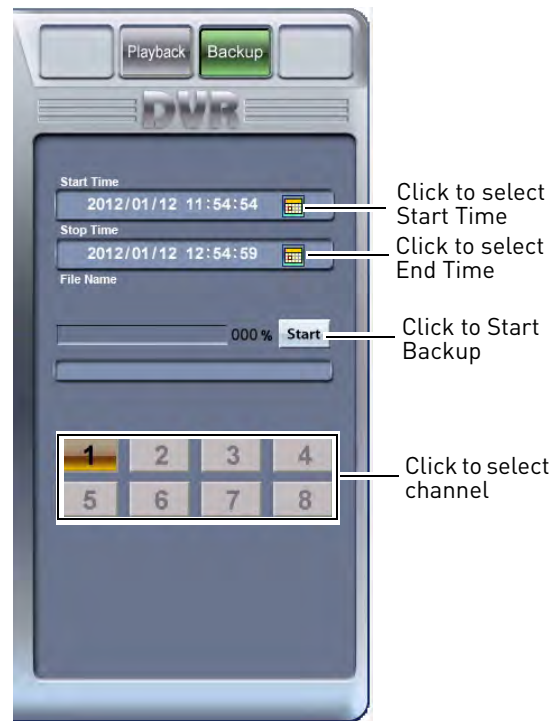 Playback Backup
DVR
Start Time
2012/01/12 11:54:54
Click to select
Start Time
Stop Time
2012/01/12 12:54:59
Click to select
End Time
File Name
000 % Start
Click to Start
Backup
1 2 3 4
5 6 7 8
Click to select
channel